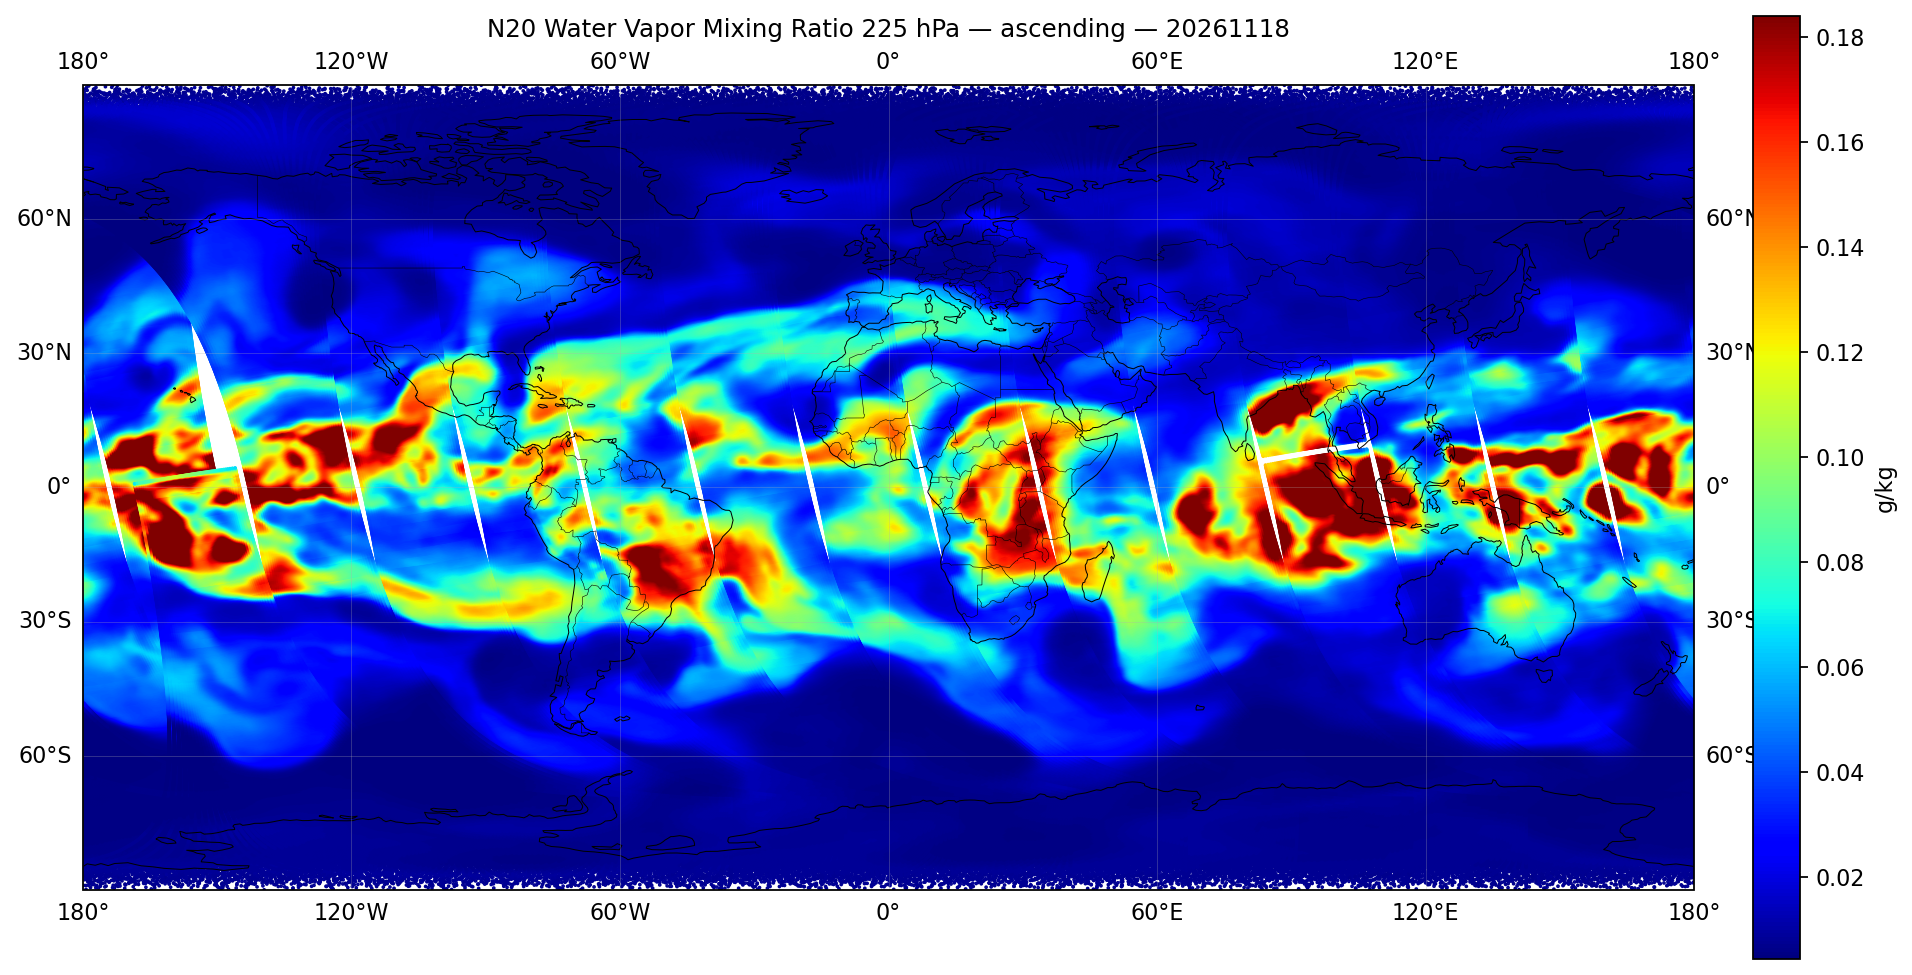 N20 Water Vapor Mixing Ratio 225 hPa — ascending — 20261118
180° 120°W 60°W 0° 60°E 120°E 180°
60°N 60°N
30°N 30°N
0° 0°
30°S 30°S
60°S 60°S
180° 120°W 60°W 0° 60°E 120°E 180°
0.18
0.16
0.14
0.12
0.10
0.08
0.06
0.04
0.02
g/kg